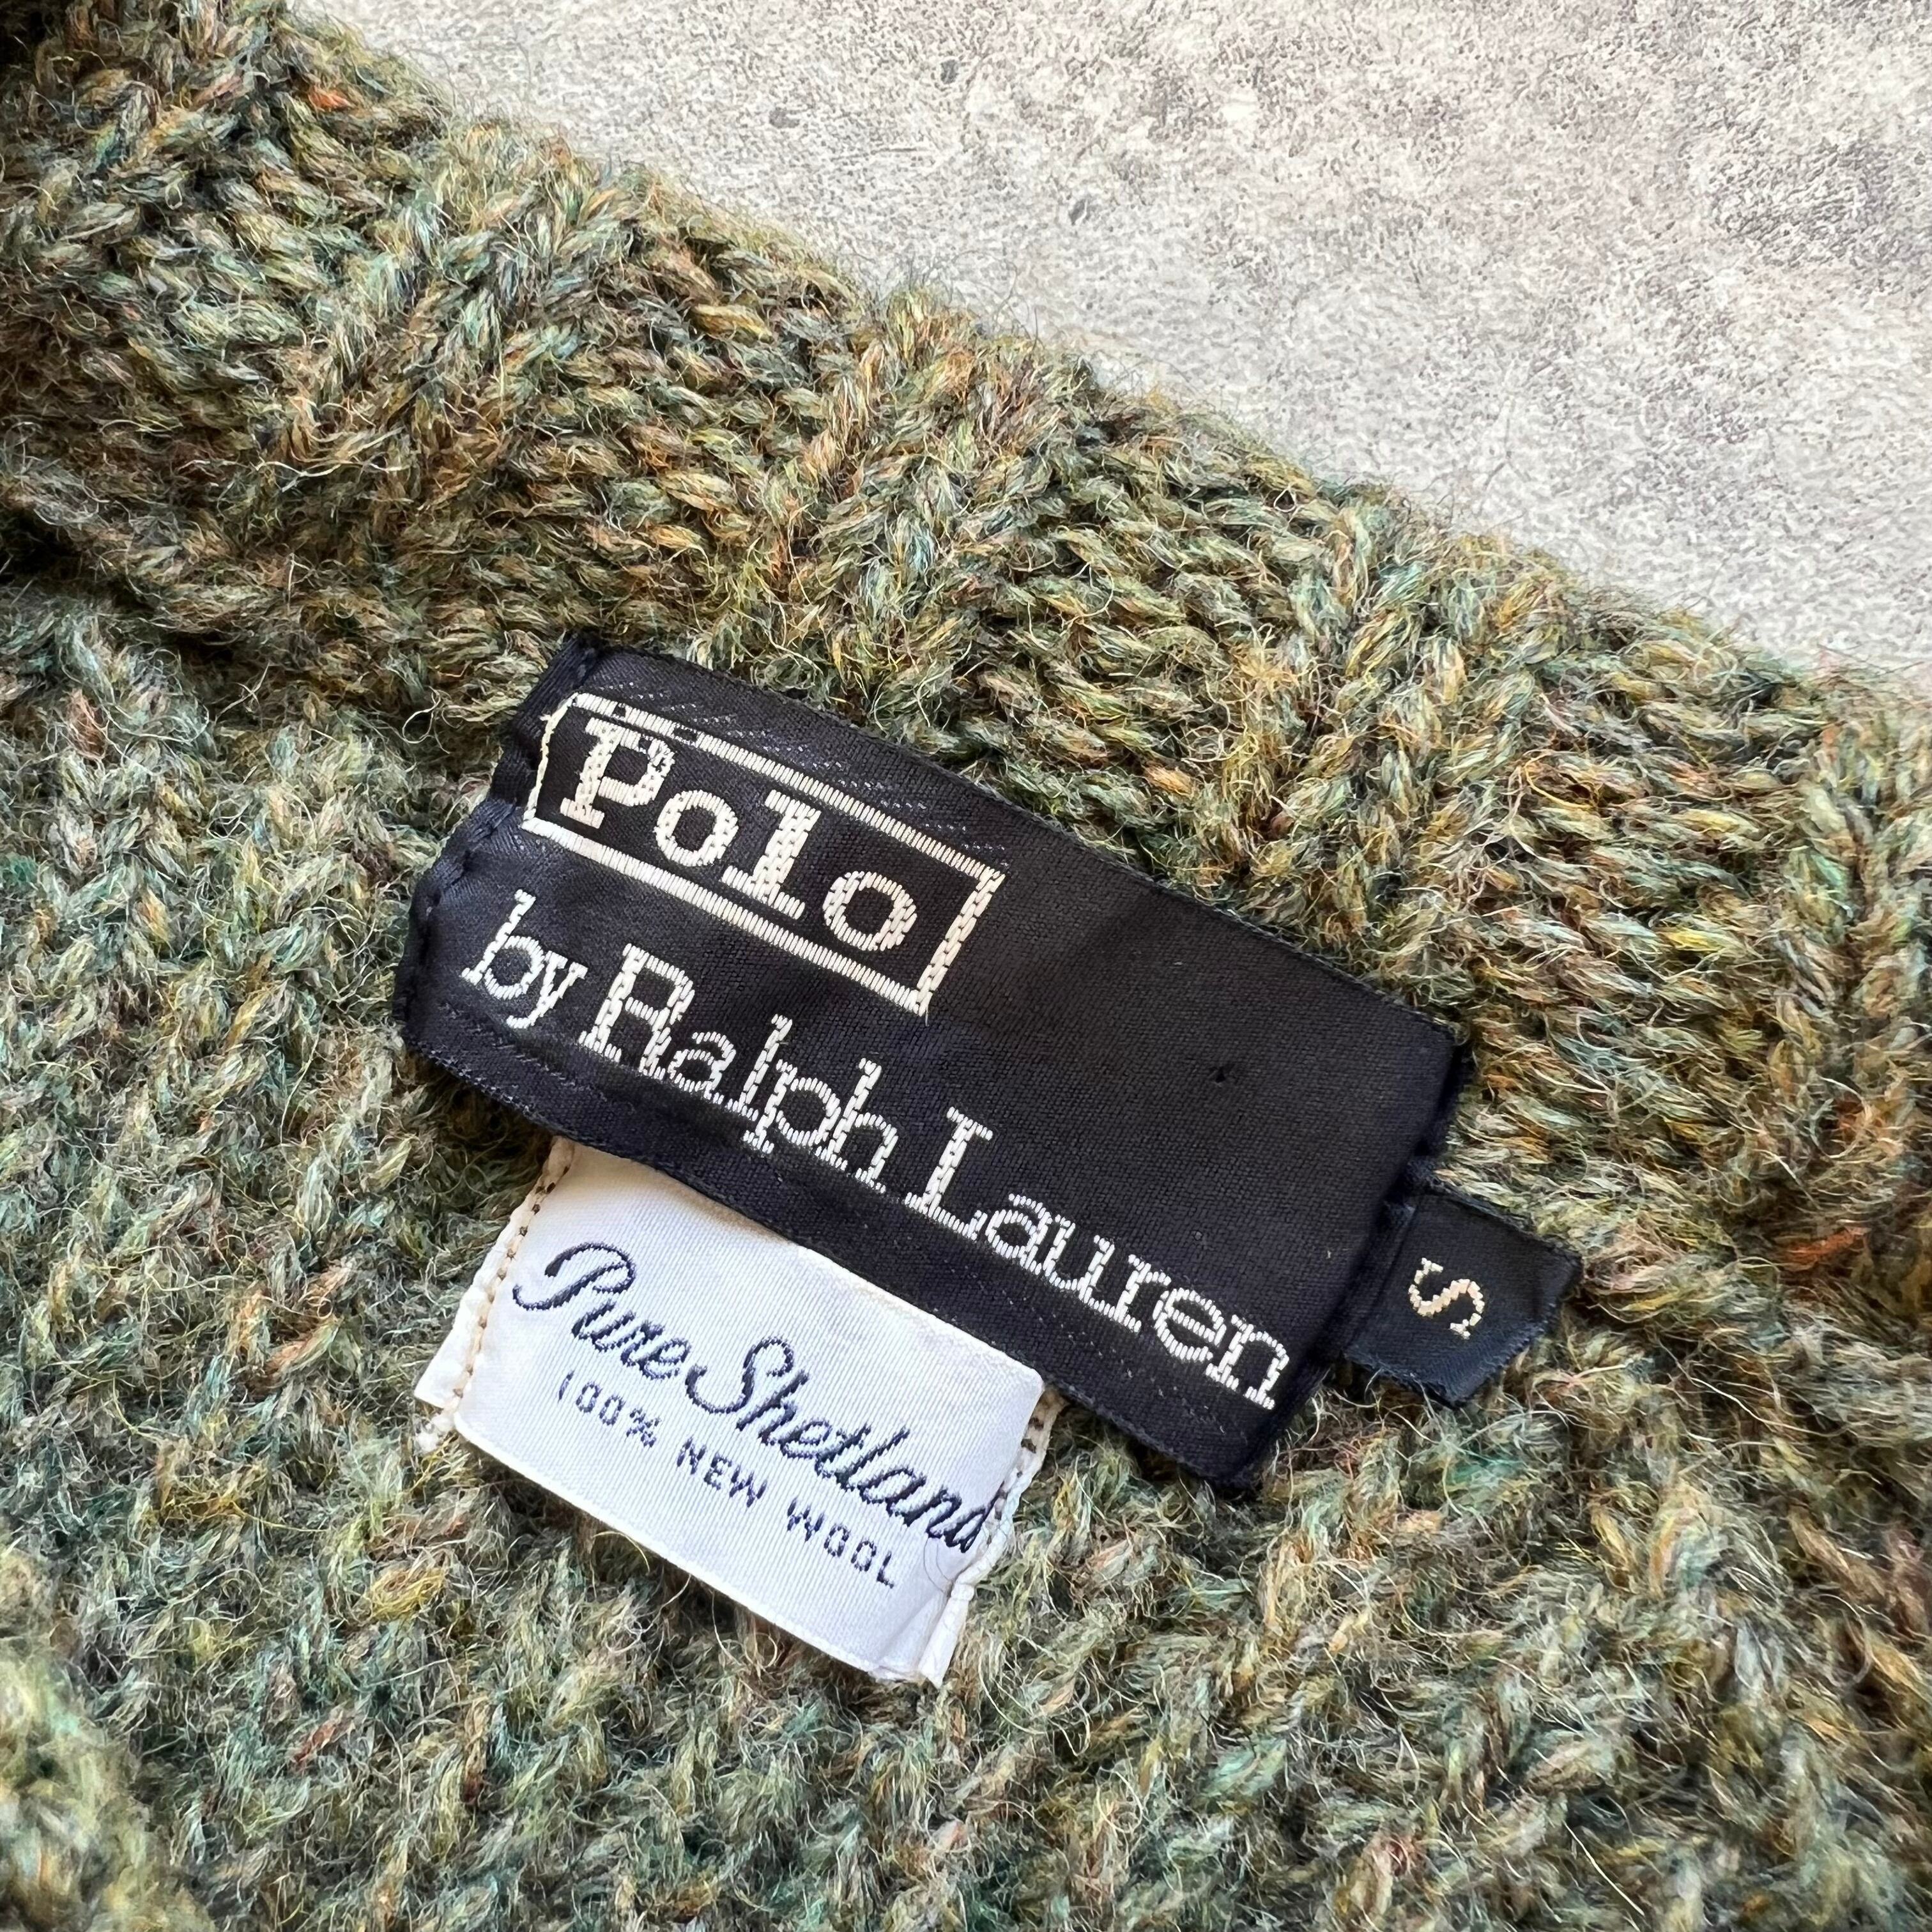 Polo
by Ralph Lauren
S
Pure Shetland
100% NEW WOOL